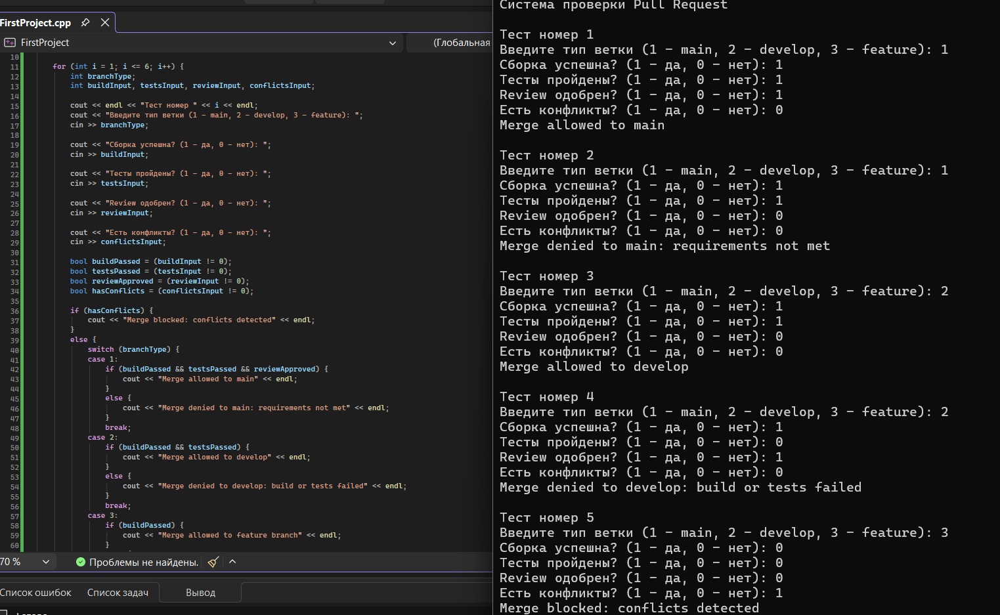 FirstProject.cpp
FirstProject
(Глобальная
10
11 for (int i = 1; i <= 6; i++) {
12 int branchType;
13 int buildInput, testsInput, reviewInput, conflictsInput;
14
15 cout << endl << "Тест номер " << i << endl;
16 cout << "Введите тип ветки (1 - main, 2 - develop, 3 - feature): ";
17 cin >> branchType;
18
19 cout << "Сборка успешна? (1 - да, 0 - нет): ";
20 cin >> buildInput;
21
22 cout << "Тесты пройдены? (1 - да, 0 - нет): ";
23 cin >> testsInput;
24
25 cout << "Review одобрен? (1 - да, 0 - нет): ";
26 cin >> reviewInput;
27
28 cout << "Есть конфликты? (1 - да, 0 - нет): ";
29 cin >> conflictsInput;
30
31 bool buildPassed = (buildInput != 0);
32 bool testsPassed = (testsInput != 0);
33 bool reviewApproved = (reviewInput != 0);
34 bool hasConflicts = (conflictsInput != 0);
35
36 if (hasConflicts) {
37 cout << "Merge blocked: conflicts detected" << endl;
38 }
39 else {
40 switch (branchType) {
41 case 1:
42 if (buildPassed && testsPassed && reviewApproved) {
43 cout << "Merge allowed to main" << endl;
44 }
45 else {
46 cout << "Merge denied to main: requirements not met" << endl;
47 }
48 break;
49 case 2:
50 if (buildPassed && testsPassed) {
51 cout << "Merge allowed to develop" << endl;
52 }
53 else {
54 cout << "Merge denied to develop: build or tests failed" << endl;
55 }
56 break;
57 case 3:
58 if (buildPassed) {
59 cout << "Merge allowed to feature branch" << endl;
60 }
70 %
Проблемы не найдены.
Список ошибок
Список задач
Вывод
Система проверки Pull Request
Тест номер 1
Введите тип ветки (1 - main, 2 - develop, 3 - feature): 1
Сборка успешна? (1 - да, 0 - нет): 1
Тесты пройдены? (1 - да, 0 - нет): 1
Review одобрен? (1 - да, 0 - нет): 1
Есть конфликты? (1 - да, 0 - нет): 0
Merge allowed to main
Тест номер 2
Введите тип ветки (1 - main, 2 - develop, 3 - feature): 1
Сборка успешна? (1 - да, 0 - нет): 1
Тесты пройдены? (1 - да, 0 - нет): 1
Review одобрен? (1 - да, 0 - нет): 0
Есть конфликты? (1 - да, 0 - нет): 0
Merge denied to main: requirements not met
Тест номер 3
Введите тип ветки (1 - main, 2 - develop, 3 - feature): 2
Сборка успешна? (1 - да, 0 - нет): 1
Тесты пройдены? (1 - да, 0 - нет): 1
Review одобрен? (1 - да, 0 - нет): 0
Есть конфликты? (1 - да, 0 - нет): 0
Merge allowed to develop
Тест номер 4
Введите тип ветки (1 - main, 2 - develop, 3 - feature): 2
Сборка успешна? (1 - да, 0 - нет): 1
Тесты пройдены? (1 - да, 0 - нет): 0
Review одобрен? (1 - да, 0 - нет): 1
Есть конфликты? (1 - да, 0 - нет): 0
Merge denied to develop: build or tests failed
Тест номер 5
Введите тип ветки (1 - main, 2 - develop, 3 - feature): 3
Сборка успешна? (1 - да, 0 - нет): 0
Тесты пройдены? (1 - да, 0 - нет): 0
Review одобрен? (1 - да, 0 - нет): 0
Есть конфликты? (1 - да, 0 - нет): 1
Merge blocked: conflicts detected